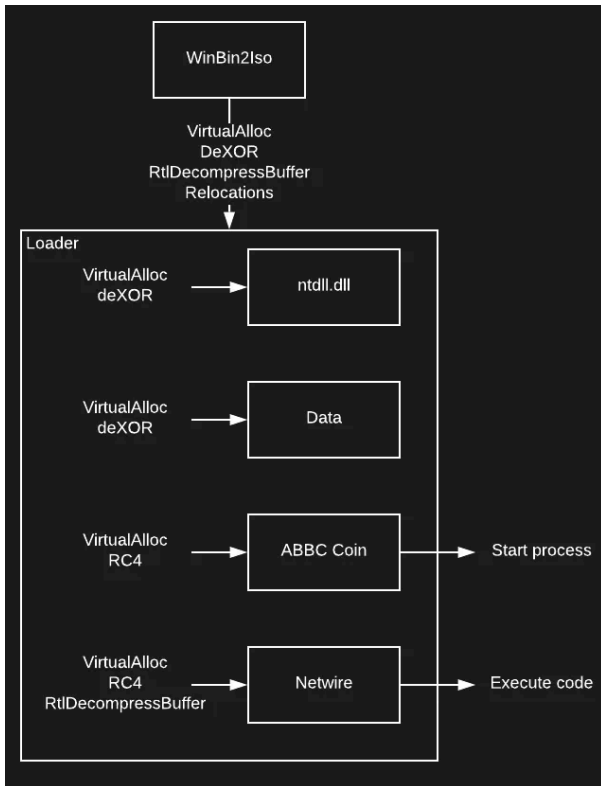 WinBin2Iso
VirtualAlloc
DeXOR
RtlDecompressBuffer
Relocations
Loader
VirtualAlloc
deXOR
ntdll.dll
VirtualAlloc
deXOR
Data
VirtualAlloc
RC4
ABBC Coin
Start process
VirtualAlloc
RC4
RtlDecompressBuffer
Netwire
Execute code